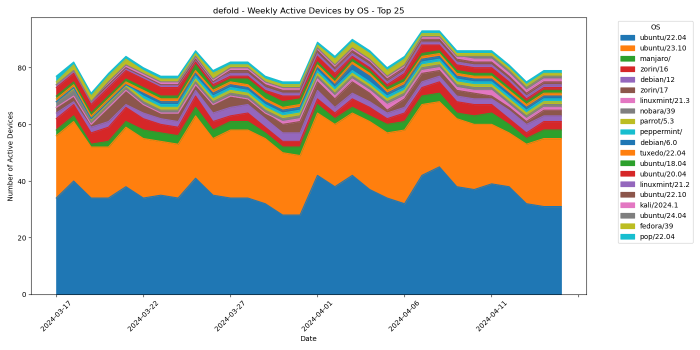 defold - Weekly Active Devices by OS - Top 25
Number of Active Devices
80
60
40
20
0
2024-03-17
2024-03-22
2024-03-27
2024-04-01
2024-04-06
2024-04-11
Date
OS
ubuntu/22.04
ubuntu/23.10
manjaro/
zorin/16
debian/12
zorin/17
linuxmint/21.3
nobara/39
parrot/5.3
peppermint/
debian/6.0
tuxedo/22.04
ubuntu/18.04
ubuntu/20.04
linuxmint/21.2
ubuntu/22.10
kali/2024.1
ubuntu/24.04
fedora/39
pop/22.04